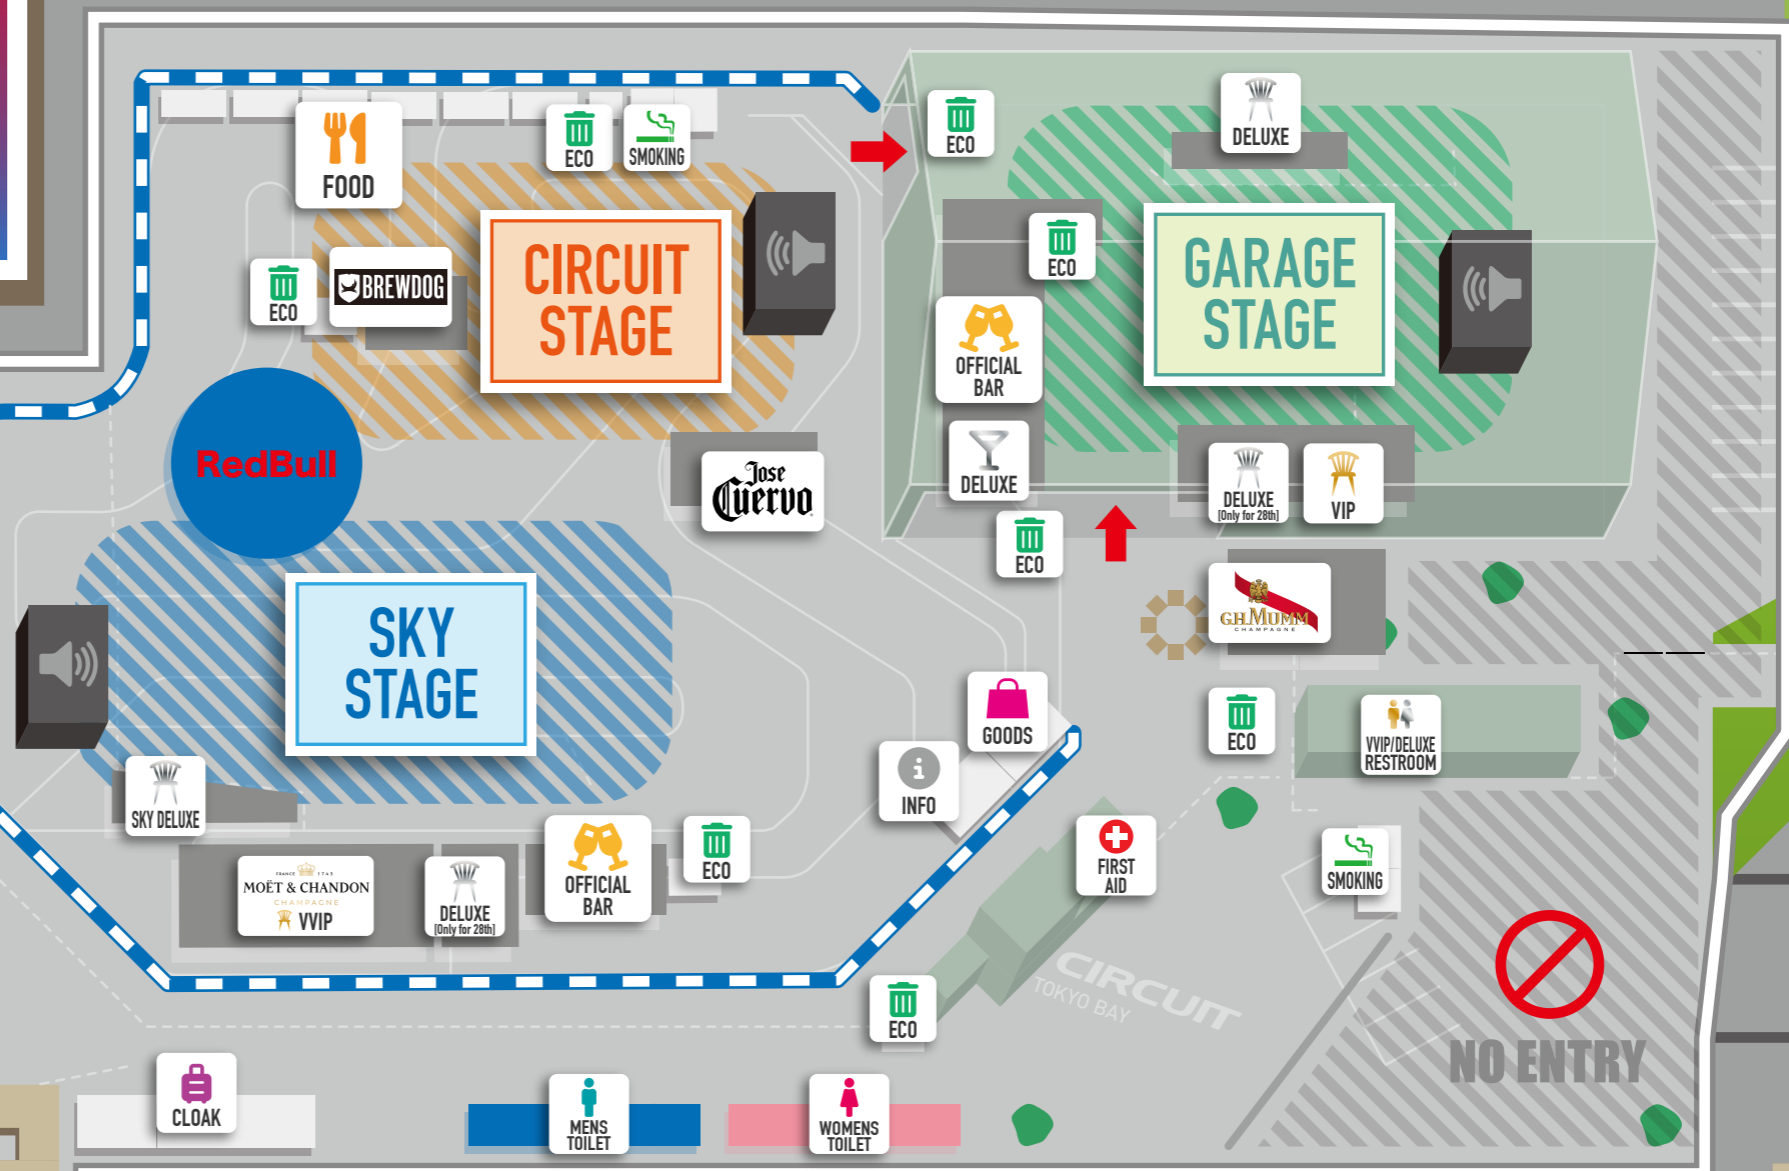 FOOD
ECO
SMOKING
ECO
DELUXE
CIRCUIT
STAGE
ECO
BREWDOG
GARAGE
STAGE
ECO
OFFICIAL
BAR
RedBull
Jose
Cuervo
DELUXE
DELUXE
[Only for 28th]
VIP
ECO
SKY
STAGE
G.H.MUMM
CHAMPAGNE
GOODS
ECO
VVIP/DELUXE
RESTROOM
INFO
SKY DELUXE
OFFICIAL
BAR
ECO
FIRST
AID
SMOKING
FRANCE 1743
MOËT & CHANDON
CHAMPAGNE
VVIP
DELUXE
[Only for 28th]
ECO
CIRCUIT
TOKYO BAY
NO ENTRY
CLOAK
MENS
TOILET
WOMENS
TOILET